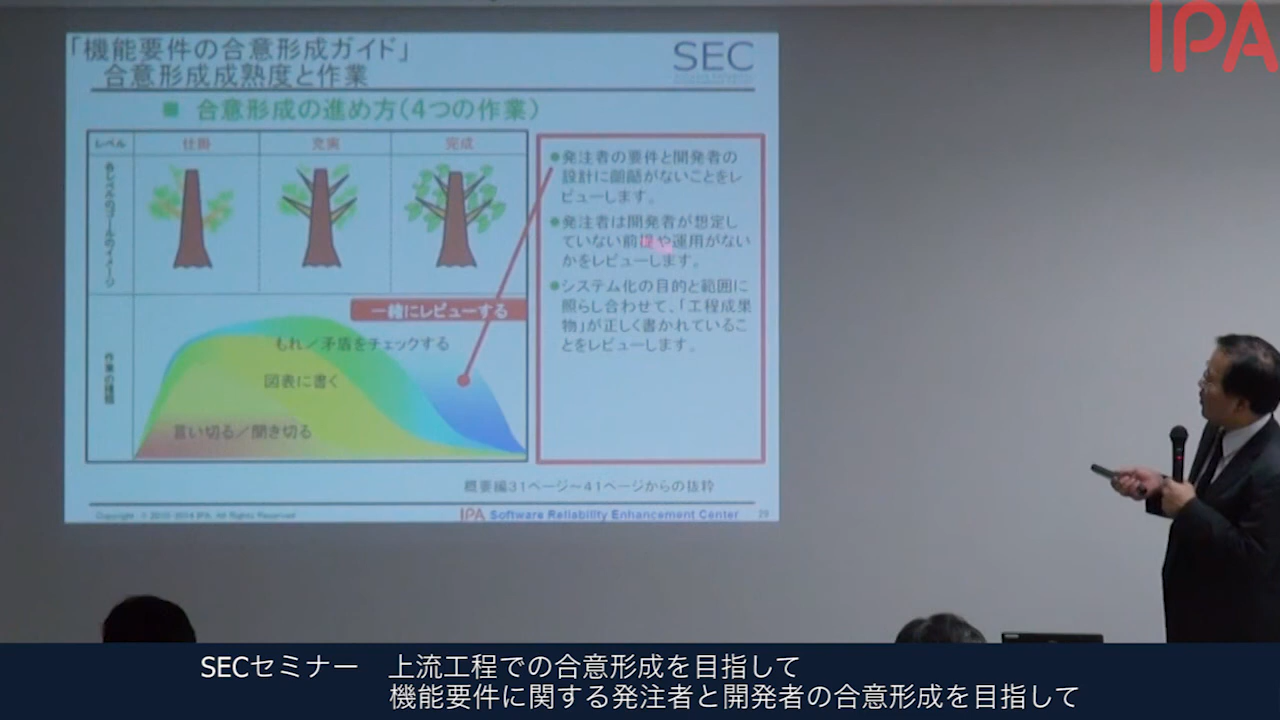 IPA
「機能要件の合意形成ガイド」
合意形成成熟度と作業
SEC
■ 合意形成の進め方(4つの作業)
レベル 仕掛 充実 完成
各レベルのゴールのイメージ
作業の種類
一緒にレビューする
もれ/矛盾をチェックする
図表に書く
言い切る/聞き切る
●発注者の要件と開発者の
設計に齟齬がないことをレ
ビューします。
●発注者は開発者が想定し
ていない前提や運用がない
かをレビューします。
●システム化の目的と範囲に
照らし合わせて、「工程成果
物」が正しく書かれているこ
とをレビューします。
概要編31ページ~41ページからの抜粋
Copyright © 2010-2014 IPA, All Rights Reserved
IPA Software Reliability Enhancement Center
29
SECセミナー 上流工程での合意形成を目指して
機能要件に関する発注者と開発者の合意形成を目指して